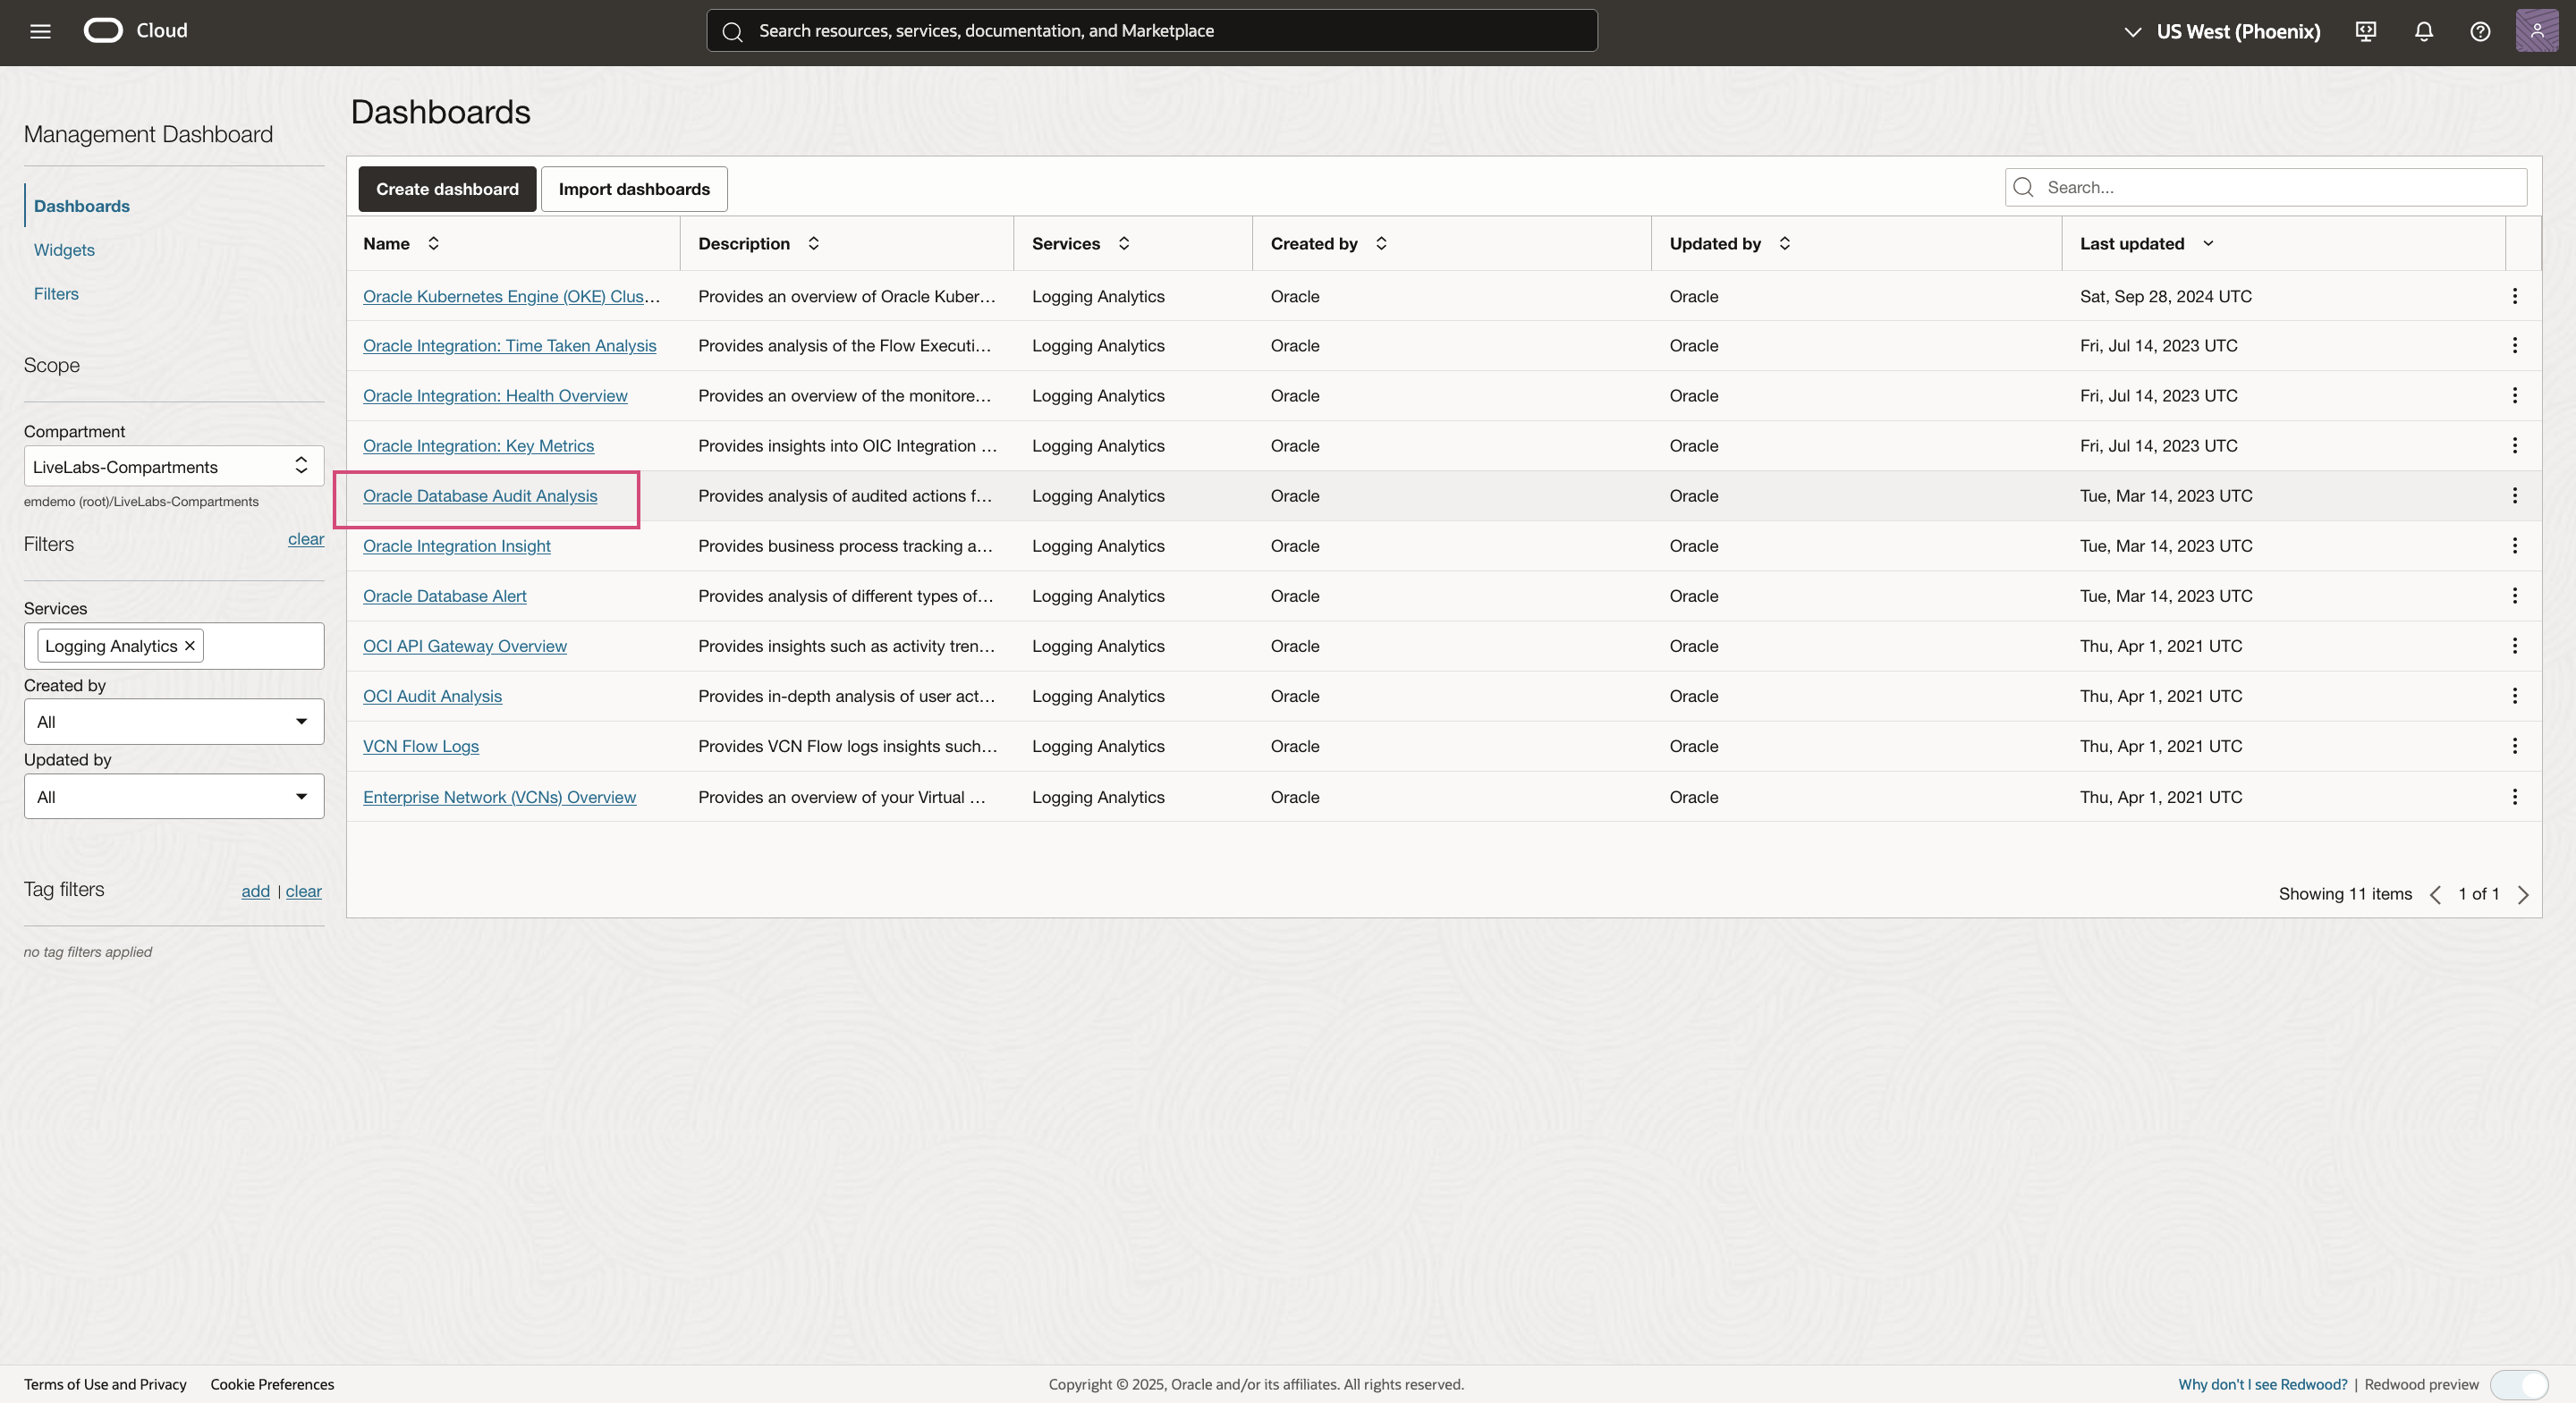 Cloud
Search resources, services, documentation, and Marketplace
US West (Phoenix)
Management Dashboard
Dashboards
Widgets
Filters
Scope
Compartment
LiveLabs-Compartments
emdemo (root)/LiveLabs-Compartments
Filters clear
Services
Logging Analytics ×
Created by
All
Updated by
All
Tag filters add | clear
no tag filters applied
Dashboards
Create dashboard Import dashboards Search...
Name Description Services Created by Updated by Last updated
Oracle Kubernetes Engine (OKE) Clus... Provides an overview of Oracle Kuber... Logging Analytics Oracle Oracle Sat, Sep 28, 2024 UTC
Oracle Integration: Time Taken Analysis Provides analysis of the Flow Executi... Logging Analytics Oracle Oracle Fri, Jul 14, 2023 UTC
Oracle Integration: Health Overview Provides an overview of the monitore... Logging Analytics Oracle Oracle Fri, Jul 14, 2023 UTC
Oracle Integration: Key Metrics Provides insights into OIC Integration ... Logging Analytics Oracle Oracle Fri, Jul 14, 2023 UTC
Oracle Database Audit Analysis Provides analysis of audited actions f... Logging Analytics Oracle Oracle Tue, Mar 14, 2023 UTC
Oracle Integration Insight Provides business process tracking a... Logging Analytics Oracle Oracle Tue, Mar 14, 2023 UTC
Oracle Database Alert Provides analysis of different types of... Logging Analytics Oracle Oracle Tue, Mar 14, 2023 UTC
OCI API Gateway Overview Provides insights such as activity tren... Logging Analytics Oracle Oracle Thu, Apr 1, 2021 UTC
OCI Audit Analysis Provides in-depth analysis of user act... Logging Analytics Oracle Oracle Thu, Apr 1, 2021 UTC
VCN Flow Logs Provides VCN Flow logs insights such... Logging Analytics Oracle Oracle Thu, Apr 1, 2021 UTC
Enterprise Network (VCNs) Overview Provides an overview of your Virtual ... Logging Analytics Oracle Oracle Thu, Apr 1, 2021 UTC
Showing 11 items 1 of 1
Terms of Use and Privacy Cookie Preferences Copyright © 2025, Oracle and/or its affiliates. All rights reserved. Why don't I see Redwood? | Redwood preview